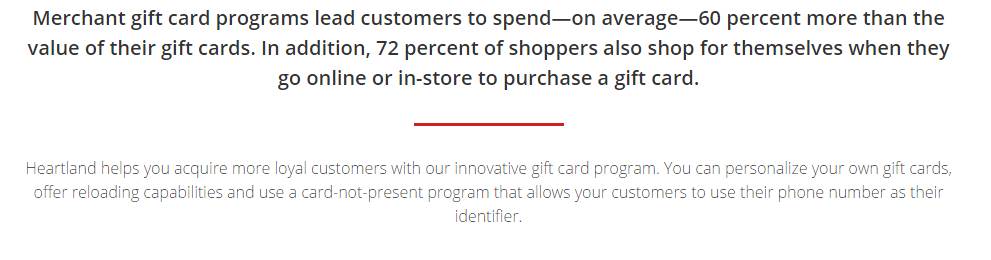 Merchant gift card programs lead customers to spend—on average—60 percent more than the
value of their gift cards. In addition, 72 percent of shoppers also shop for themselves when they
go online or in-store to purchase a gift card.
Heartland helps you acquire more loyal customers with our innovative gift card program. You can personalize your own gift cards,
offer reloading capabilities and use a card-not-present program that allows your customers to use their phone number as their
identifier.